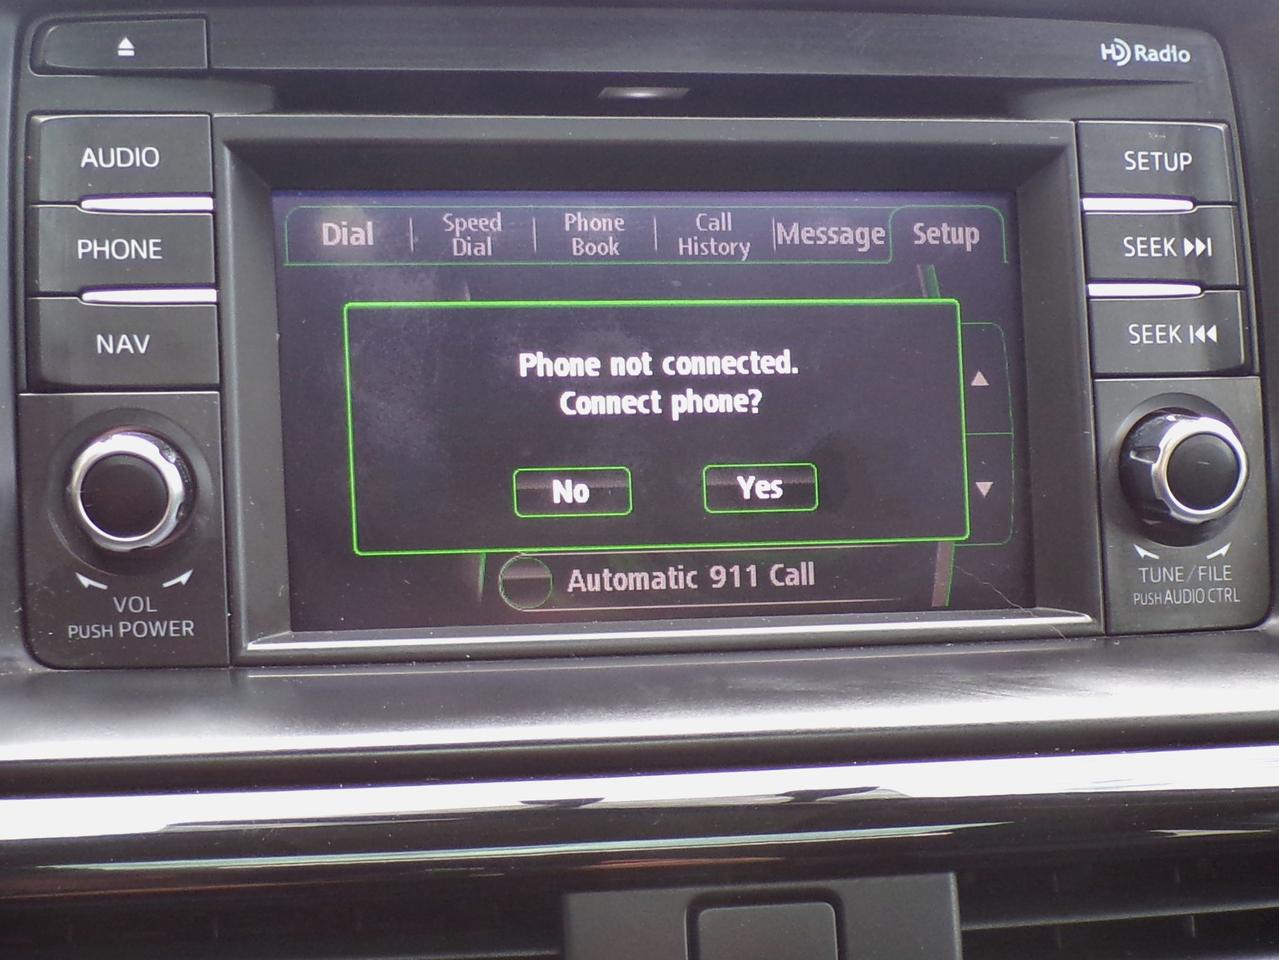 HD Radio
AUDIO
PHONE
NAV
VOL
PUSH POWER
Dial
Speed
Dial
Phone
Book
Call
History
Message
Setup
Phone not connected.
Connect phone?
No
Yes
Automatic 911 Call
SETUP
SEEK
SEEK
TUNE/FILE
PUSH AUDIO CTRL